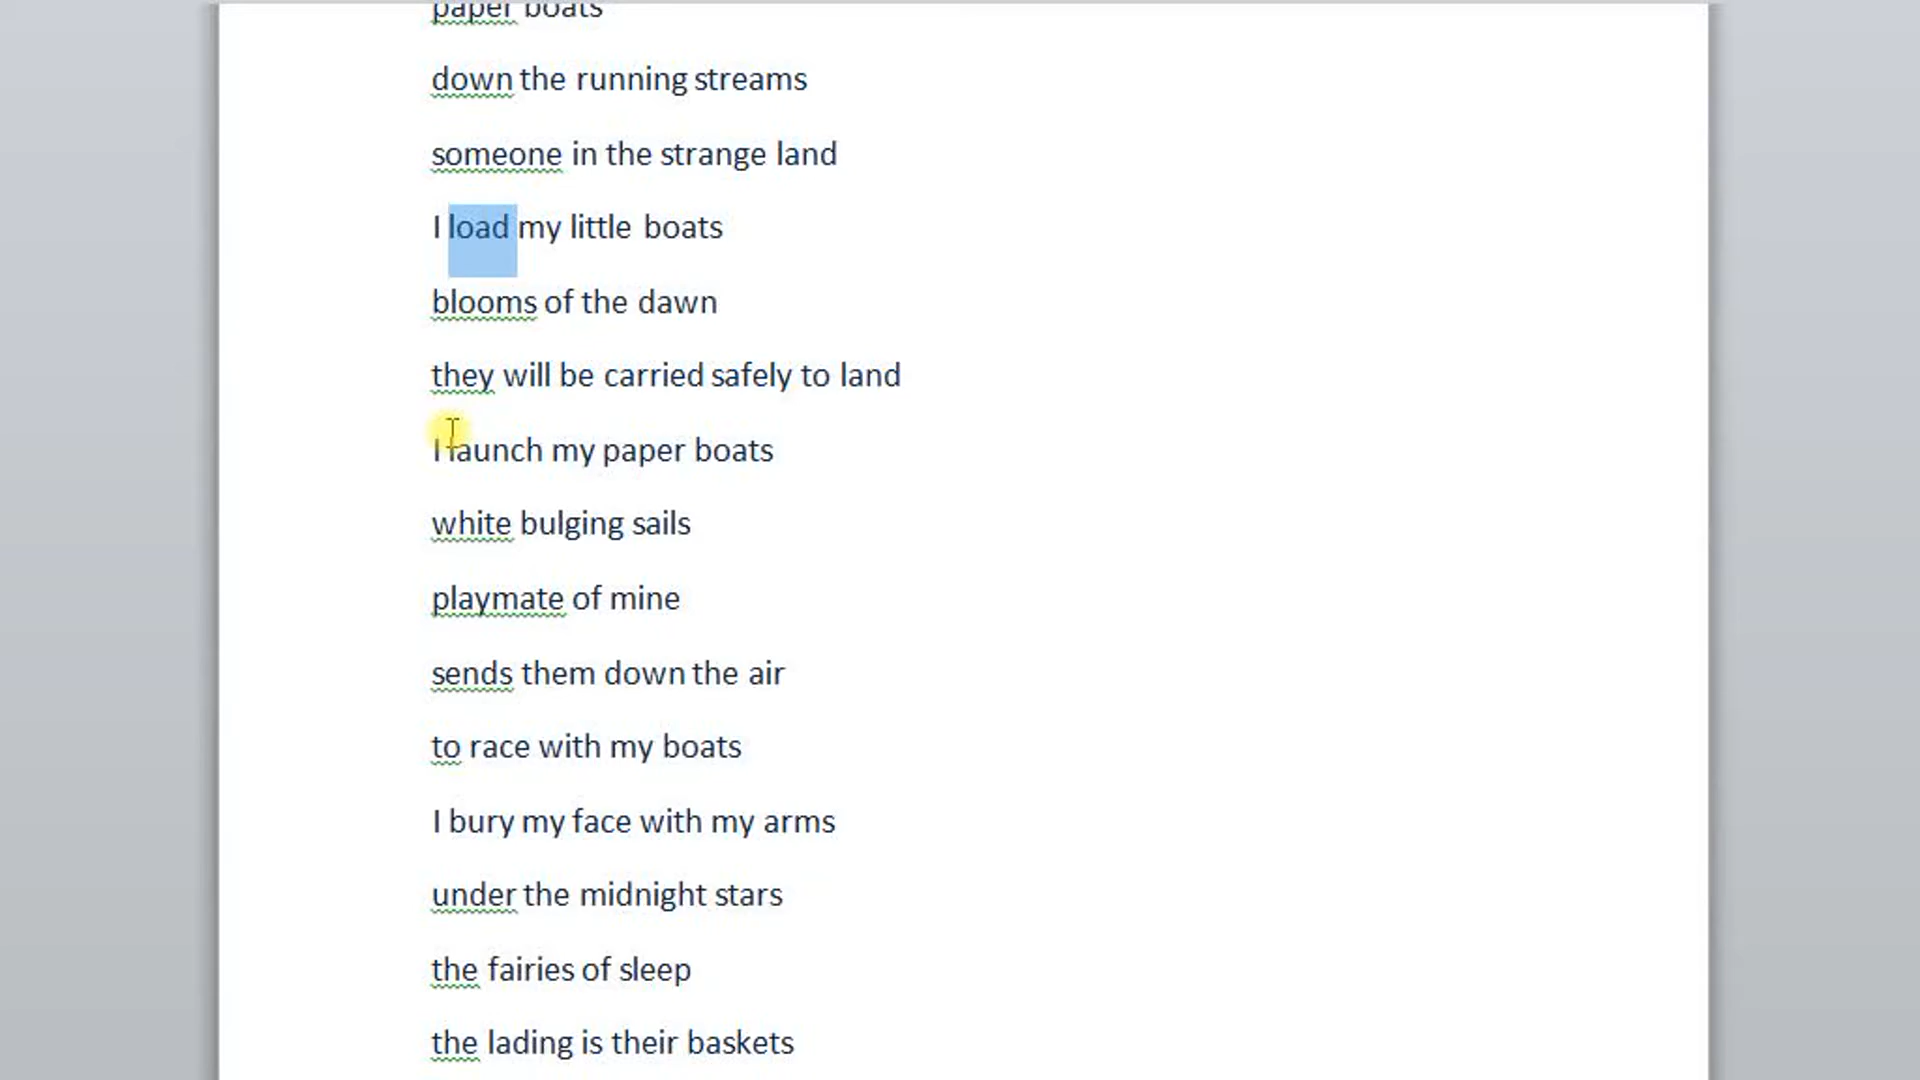 paper boats
down the running streams
someone in the strange land
I load my little boats
blooms of the dawn
they will be carried safely to land
I launch my paper boats
white bulging sails
playmate of mine
sends them down the air
to race with my boats
I bury my face with my arms
under the midnight stars
the fairies of sleep
the lading is their baskets